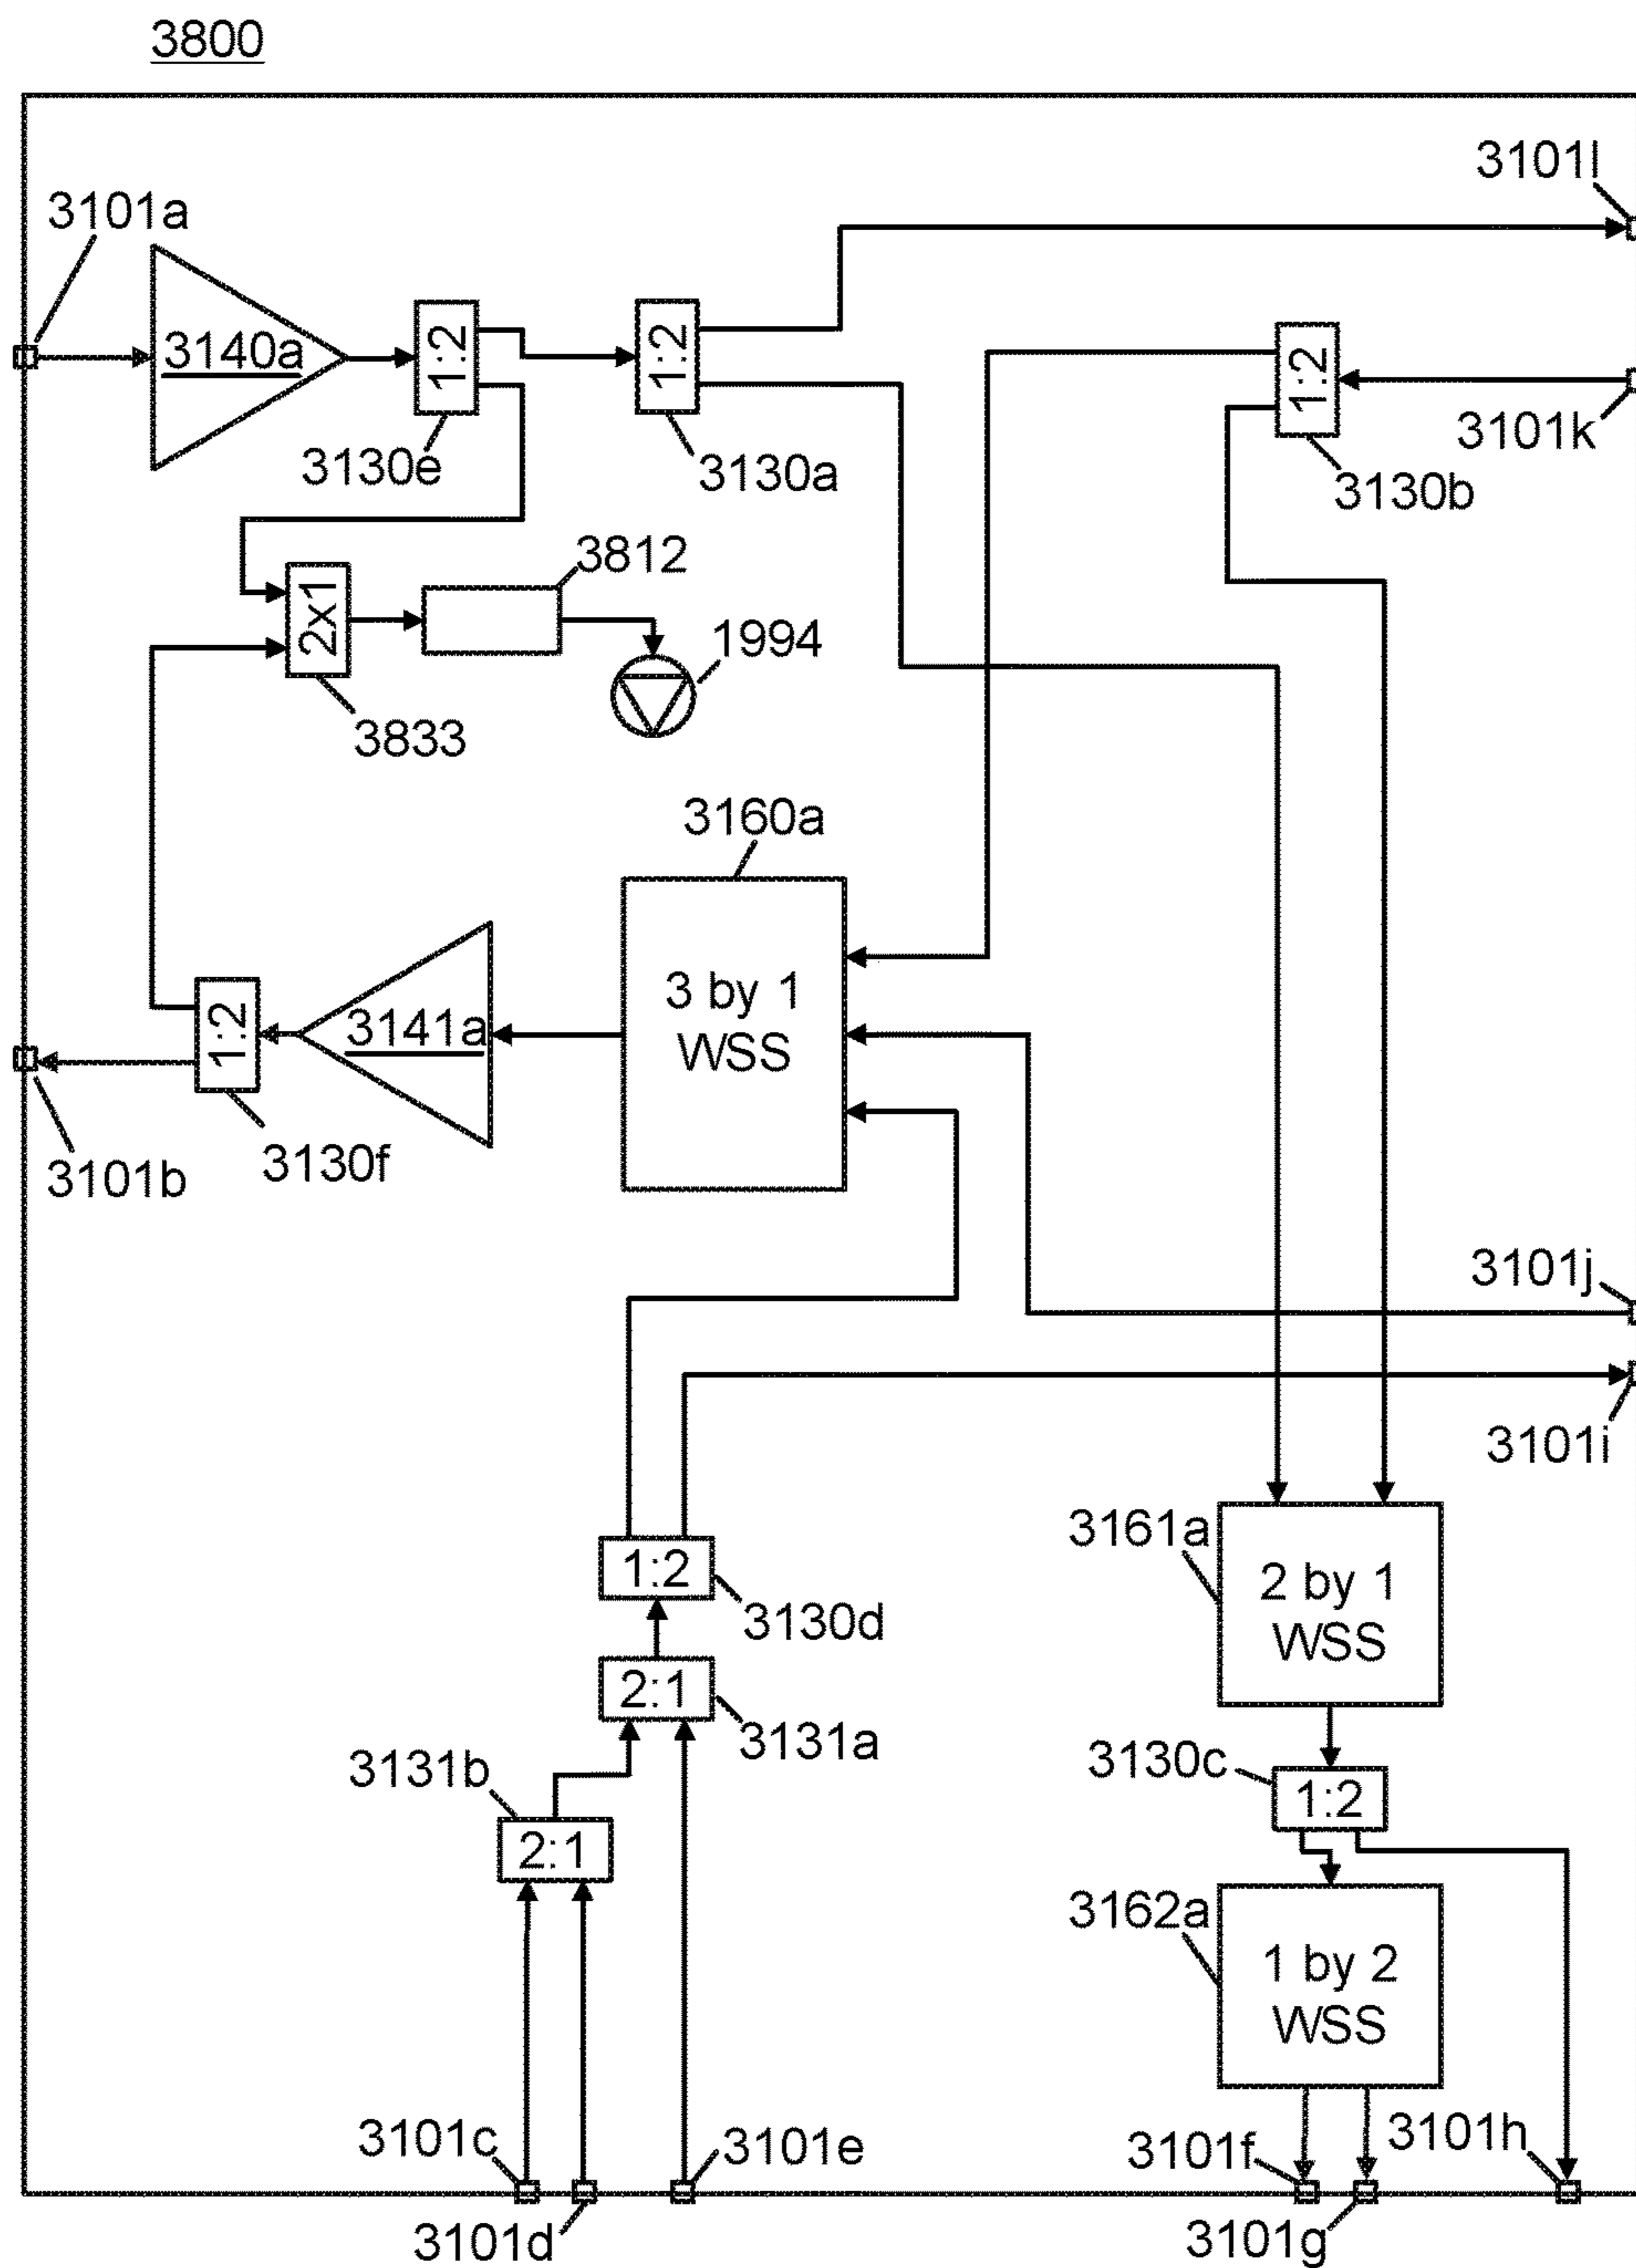 3800
3101l
3101a
3140a
1:2
1:2
1:2
3101k
3130e
3130a
3130b
3812
2x1
1994
3833
3160a
3 by 1
WSS
3141a
1:2
3130f
3101b
3101j
3101i
3161a
2 by 1
WSS
1:2
3130d
2:1
3131a
3130c
1:2
3131b
2:1
3162a
1 by 2
WSS
3101c
3101e
3101f
3101h
3101d
3101g